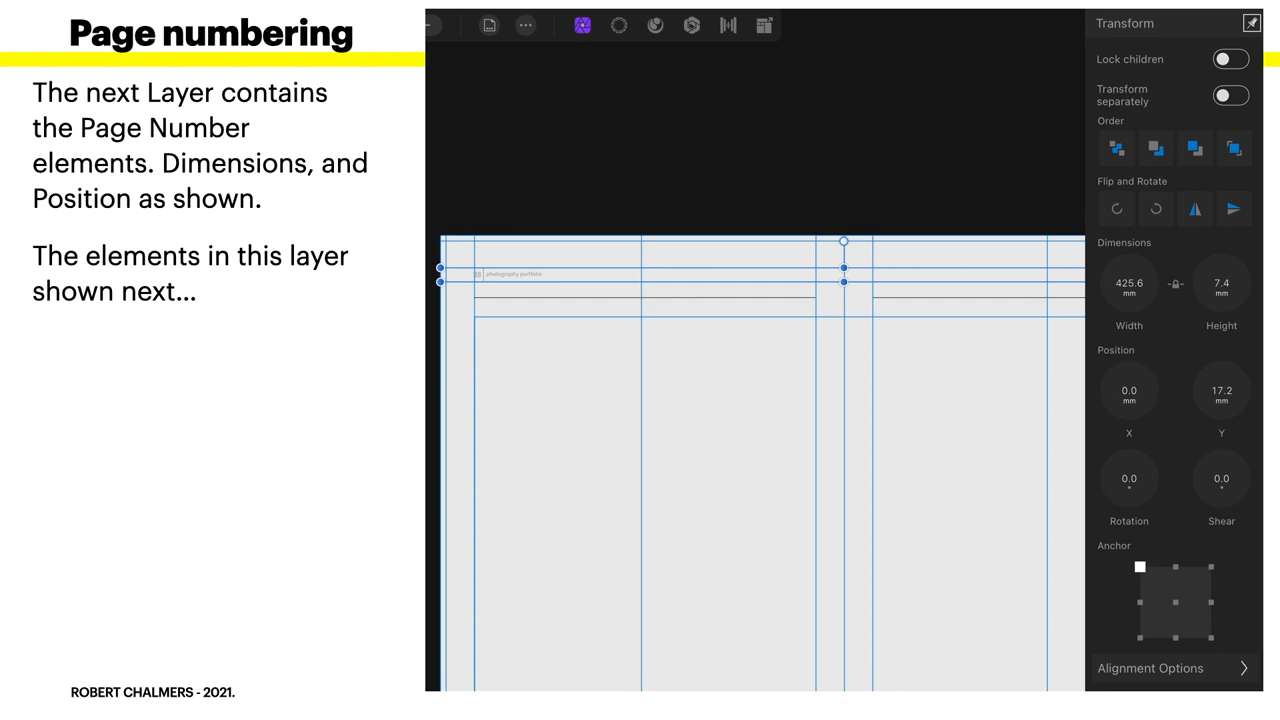 Page numbering
The next Layer contains
the Page Number
elements. Dimensions, and
Position as shown.
The elements in this layer
shown next...
ROBERT CHALMERS - 2021.
photography portfolio
Transform
Lock children
Transform
separately
Order
Flip and Rotate
Dimensions
425.6
mm
7.4
mm
Width
Height
Position
0.0
mm
17.2
mm
X
Y
0.0
°
0.0
°
Rotation
Shear
Anchor
Alignment Options